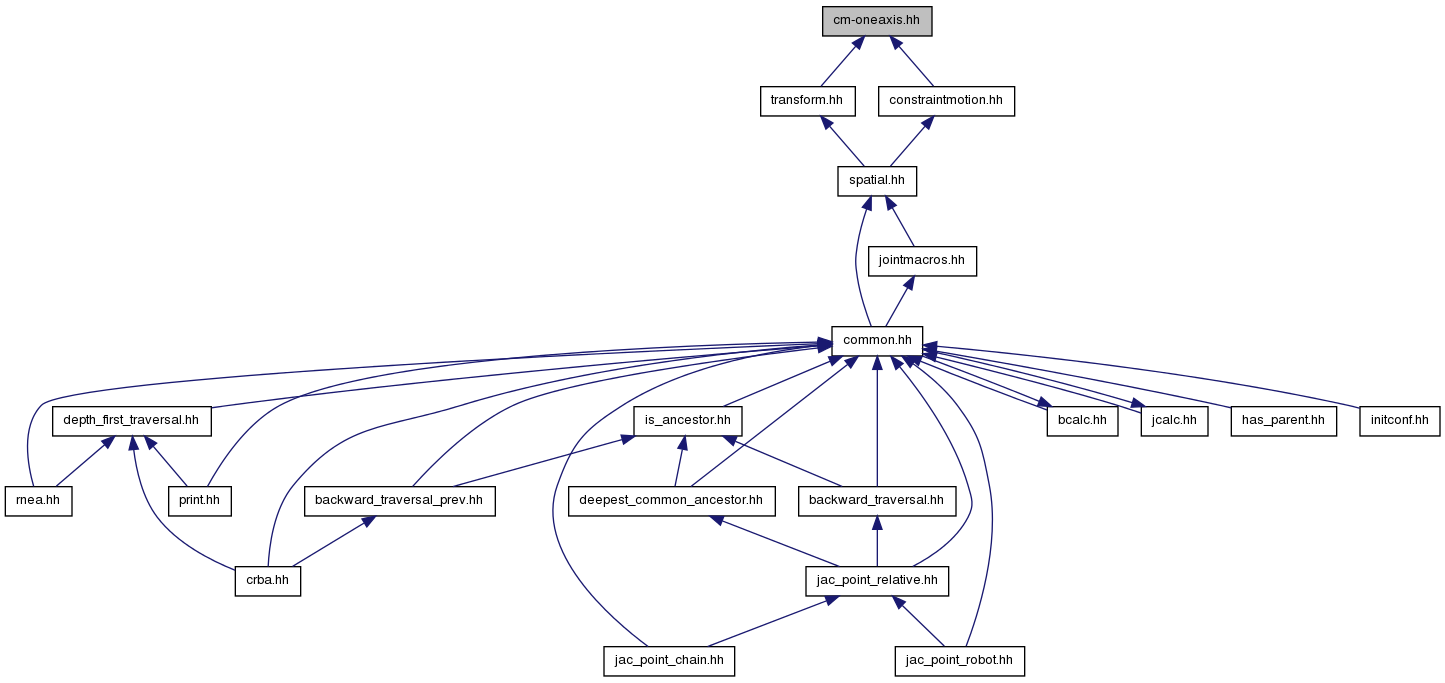 cm-oneaxis.hh
transform.hh
constraintmotion.hh
spatial.hh
jointmacros.hh
common.hh
depth_first_traversal.hh
is_ancestor.hh
bcalc.hh
jcalc.hh
has_parent.hh
initconf.hh
rnea.hh
print.hh
backward_traversal_prev.hh
deepest_common_ancestor.hh
backward_traversal.hh
crba.hh
jac_point_relative.hh
jac_point_chain.hh
jac_point_robot.hh